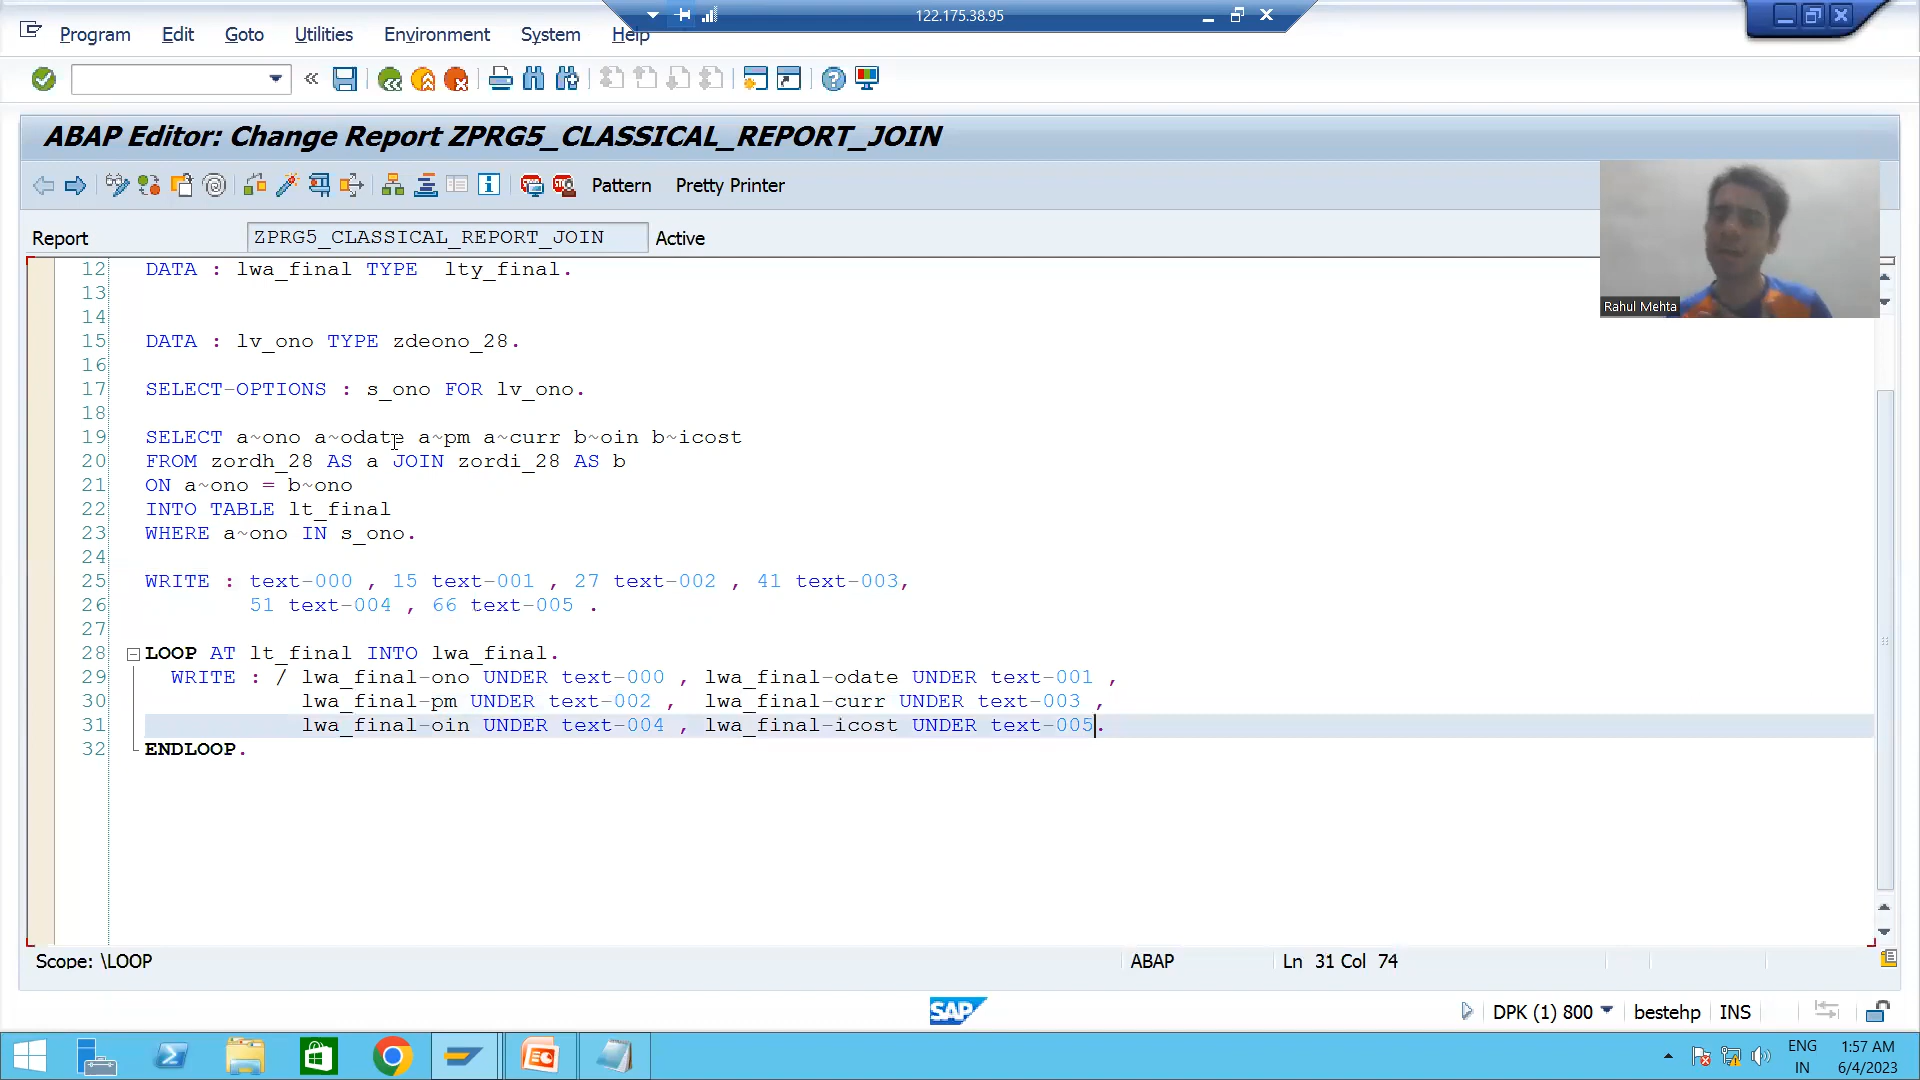 122.175.38.95
Program Edit Goto Utilities Environment System Help
ABAP Editor: Change Report ZPRG5_CLASSICAL_REPORT_JOIN
Pattern Pretty Printer
Report ZPRG5_CLASSICAL_REPORT_JOIN Active
Rahul Mehta
12 DATA : lwa_final TYPE lty_final.
13
14
15 DATA : lv_ono TYPE zdeono_28.
16
17 SELECT-OPTIONS : s_ono FOR lv_ono.
18
19 SELECT a~ono a~odate a~pm a~curr b~oin b~icost
20 FROM zordh_28 AS a JOIN zordi_28 AS b
21 ON a~ono = b~ono
22 INTO TABLE lt_final
23 WHERE a~ono IN s_ono.
24
25 WRITE : text-000 , 15 text-001 , 27 text-002 , 41 text-003,
26 51 text-004 , 66 text-005 .
27
28 LOOP AT lt_final INTO lwa_final.
29 WRITE : / lwa_final-ono UNDER text-000 , lwa_final-odate UNDER text-001 ,
30 lwa_final-pm UNDER text-002 , lwa_final-curr UNDER text-003 ,
31 lwa_final-oin UNDER text-004 , lwa_final-icost UNDER text-005.
32 ENDLOOP.
Scope: \LOOP ABAP Ln 31 Col 74
SAP DPK (1) 800 bestehp INS
ENG 1:57 AM
IN 6/4/2023